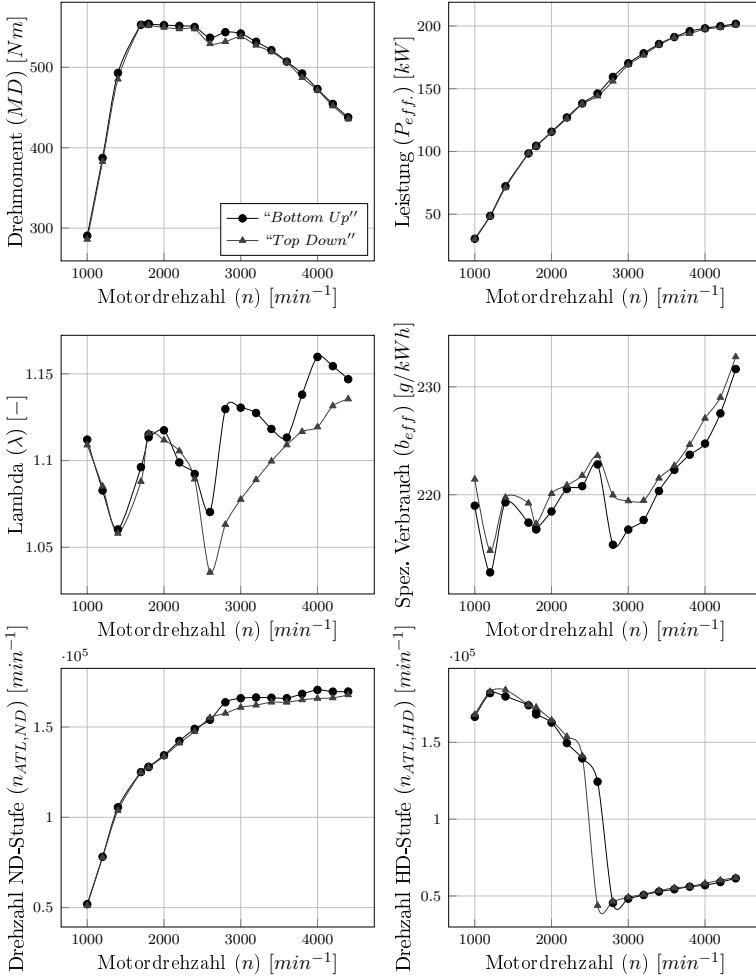 Drehmoment (MD) [Nm]
500
400
300
1000 2000 3000 4000
Motordrehzahl (n) [min⁻¹]
“Bottom Up”
“Top Down”
Leistung (P_eff.) [kW]
200
150
100
50
1000 2000 3000 4000
Motordrehzahl (n) [min⁻¹]
Lambda (λ) [−]
1.15
1.1
1.05
1000 2000 3000 4000
Motordrehzahl (n) [min⁻¹]
Spez. Verbrauch (b_eff) [g/kWh]
230
220
1000 2000 3000 4000
Motordrehzahl (n) [min⁻¹]
Drehzahl ND-Stufe (n_ATL,ND) [min⁻¹]
·10⁵
1.5
1
0.5
1000 2000 3000 4000
Motordrehzahl (n) [min⁻¹]
Drehzahl HD-Stufe (n_ATL,HD) [min⁻¹]
·10⁵
1.5
1
0.5
1000 2000 3000 4000
Motordrehzahl (n) [min⁻¹]